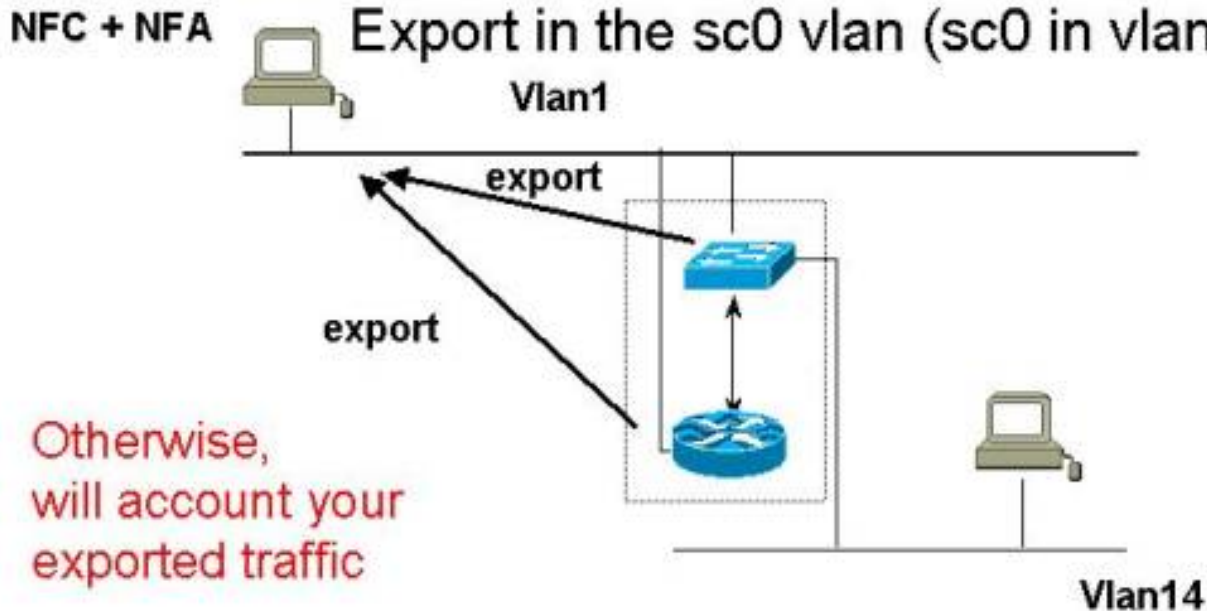 NFC + NFA
Export in the sc0 vlan (sc0 in vlan
Vlan1
export
export
Otherwise,
will account your
exported traffic
Vlan14